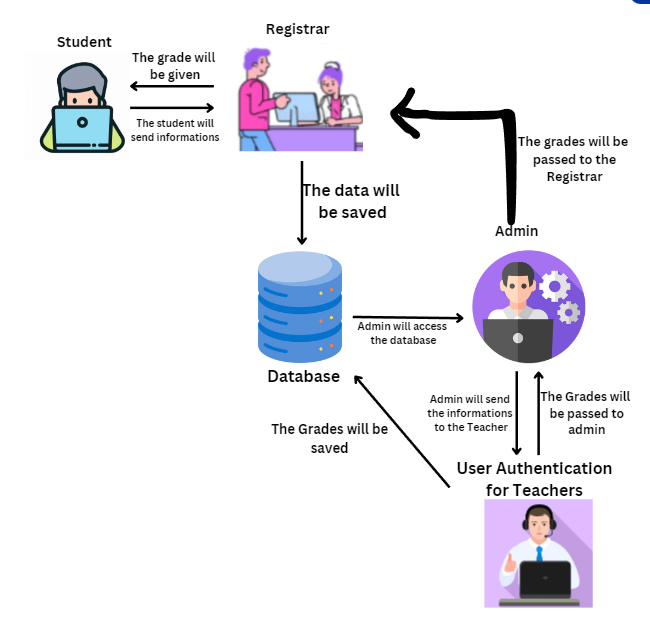 Student
Registrar
The grade will
be given
The student will
send informations
The grades will be
passed to the
Registrar
The data will
be saved
Admin
Admin will access
the database
Database
The Grades will be
saved
Admin will send
the informations
to the Teacher
The Grades will
be passed to
admin
User Authentication
for Teachers